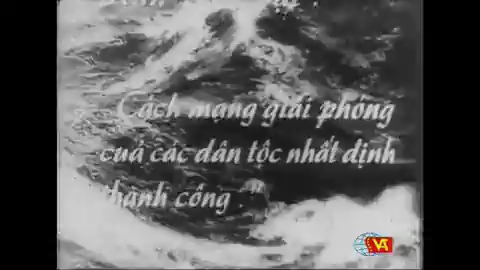 Cách mạng giải phóng
của các dân tộc nhất định
thành công."